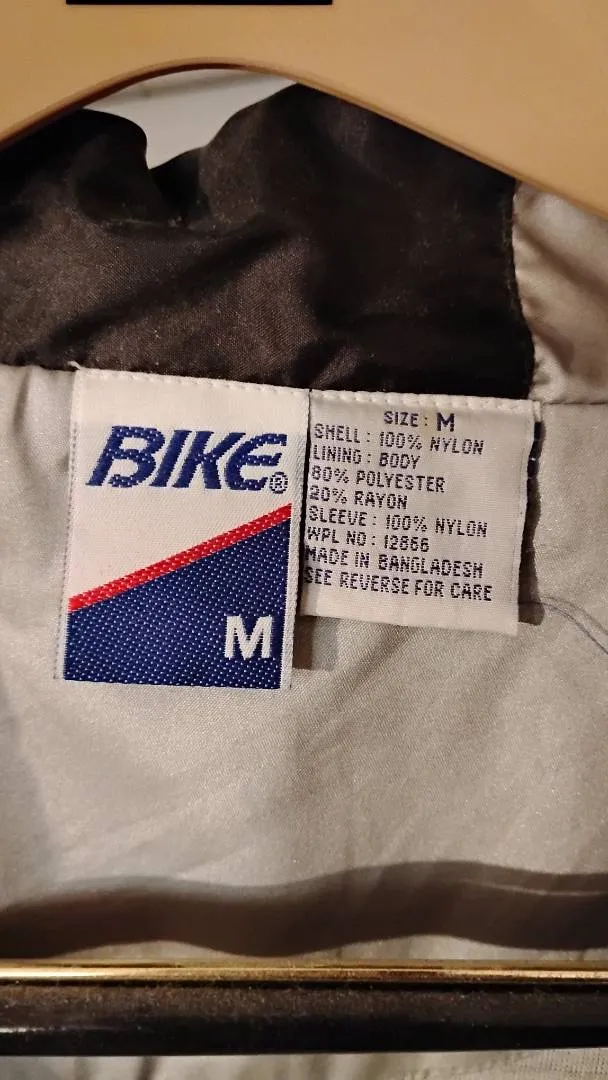 BIKE®
M
SIZE: M
SHELL: 100% NYLON
LINING: BODY
80% POLYESTER
20% RAYON
SLEEVE: 100% NYLON
WPL NO: 12866
MADE IN BANGLADESH
SEE REVERSE FOR CARE